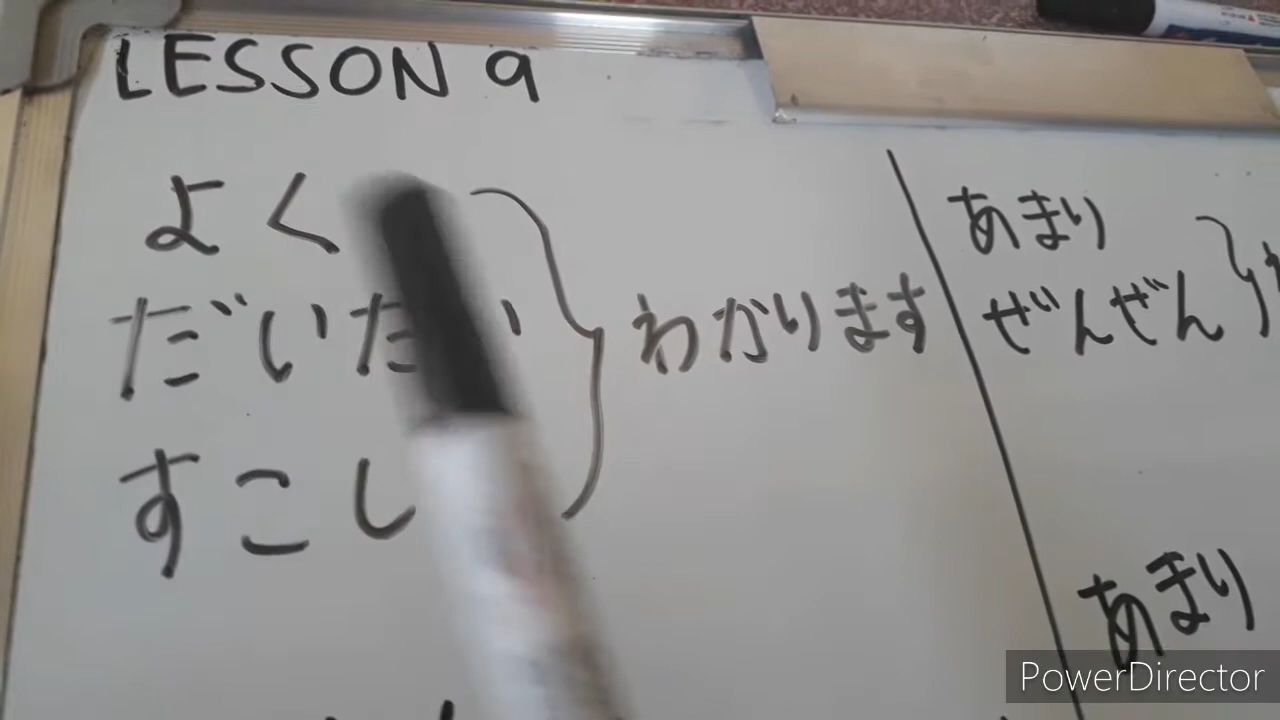 LESSON 9
よく
だいたい
すこし
わかります
あまり
ぜんぜん
あまり
PowerDirector